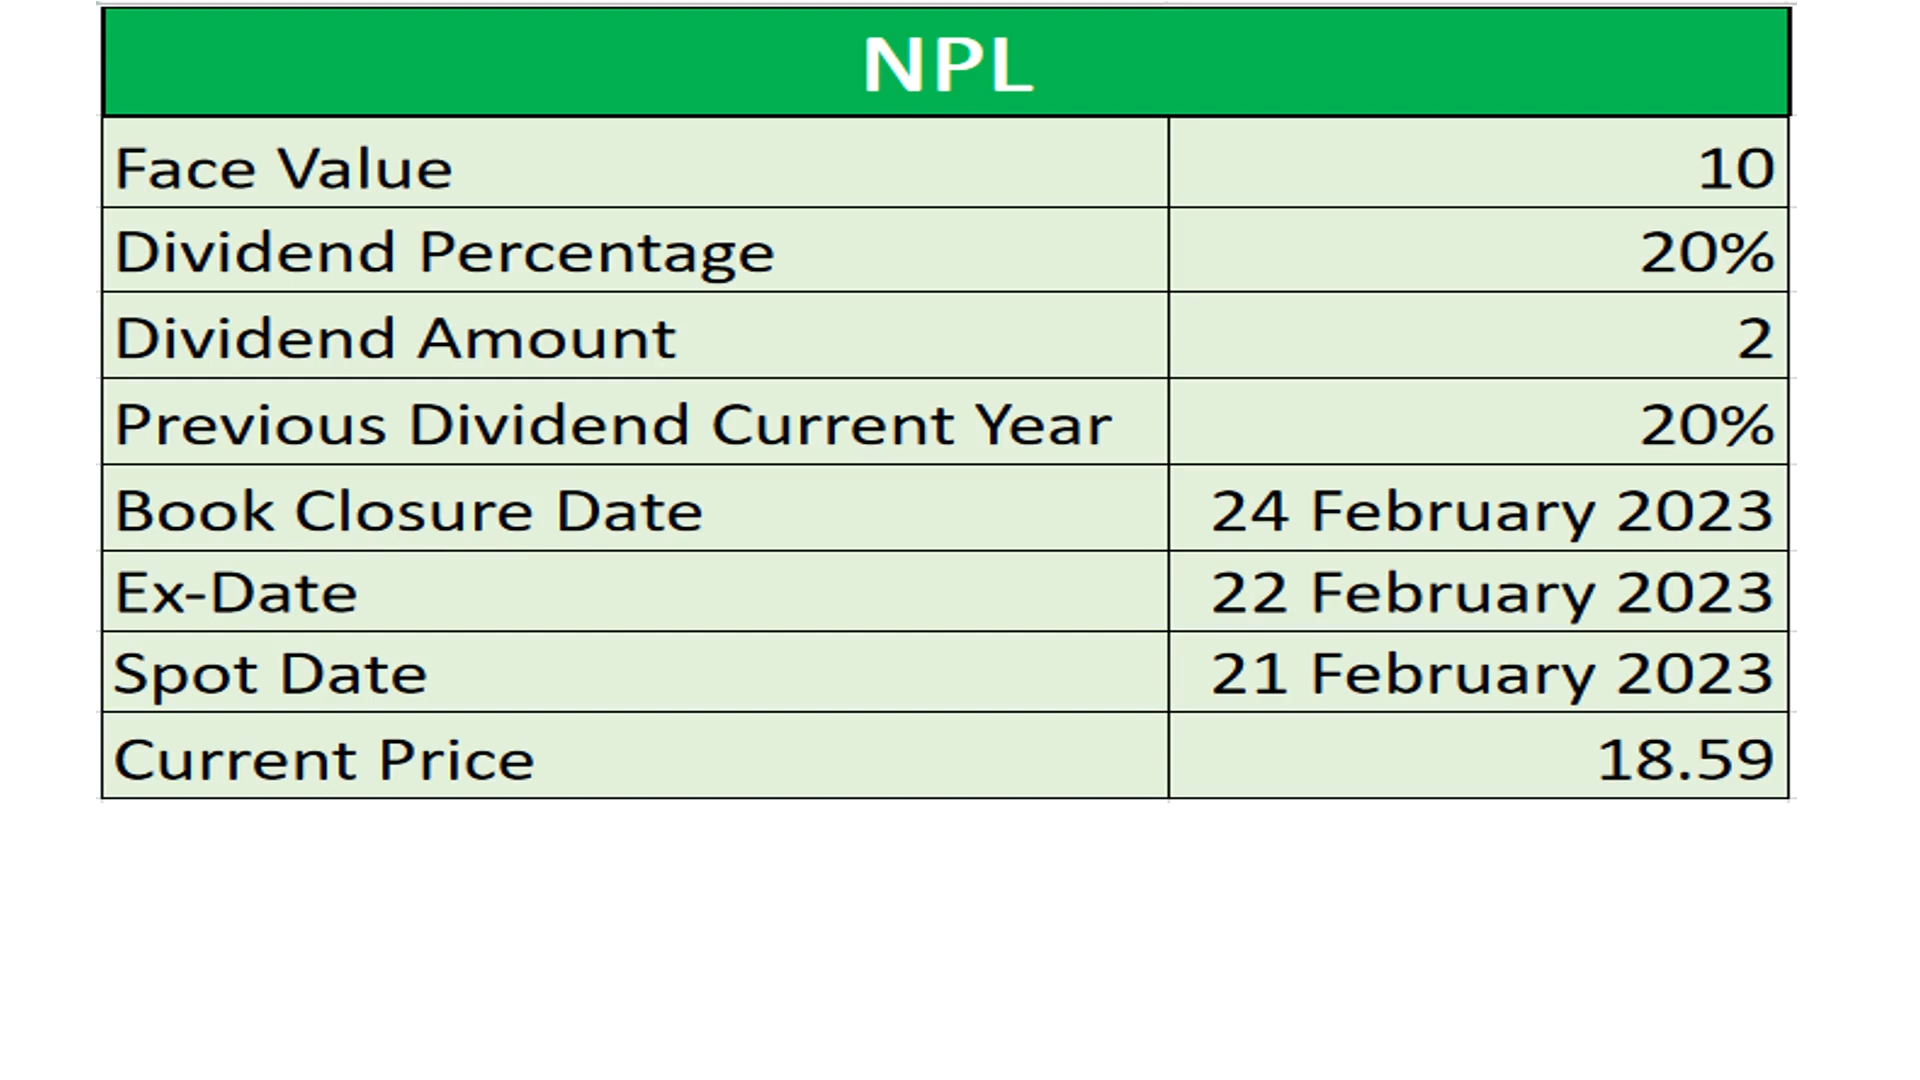 NPL
Face Value 10
Dividend Percentage 20%
Dividend Amount 2
Previous Dividend Current Year 20%
Book Closure Date 24 February 2023
Ex-Date 22 February 2023
Spot Date 21 February 2023
Current Price 18.59